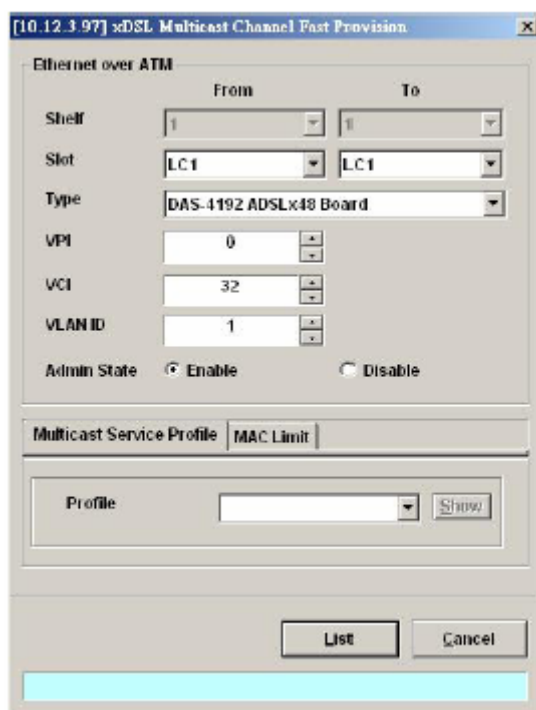 [10.12.3.97] xDSL Multicast Channel Fast Provision
Ethernet over ATM
From To
Shelf 1 1
Slot LC1 LC1
Type DAS-4192 ADSLx48 Board
VPI 0
VCI 32
VLAN ID 1
Admin State Enable Disable
Multicast Service Profile MAC Limit
Profile Show
List Cancel